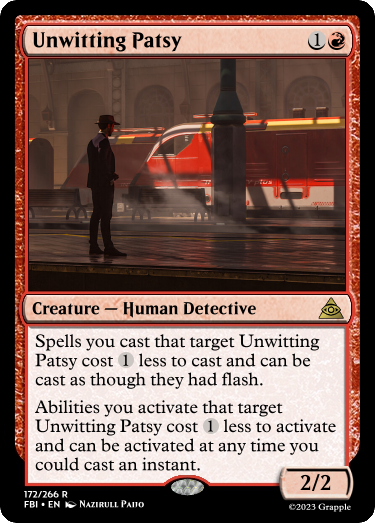 Unwitting Patsy 1
Creature — Human Detective
Spells you cast that target Unwitting
Patsy cost 1 less to cast and can be
cast as though they had flash.
Abilities you activate that target
Unwitting Patsy cost 1 less to activate
and can be activated at any time you
could cast an instant.
2/2
172/266 R
FBI • EN Nazirull Paijo
©2023 Grapple